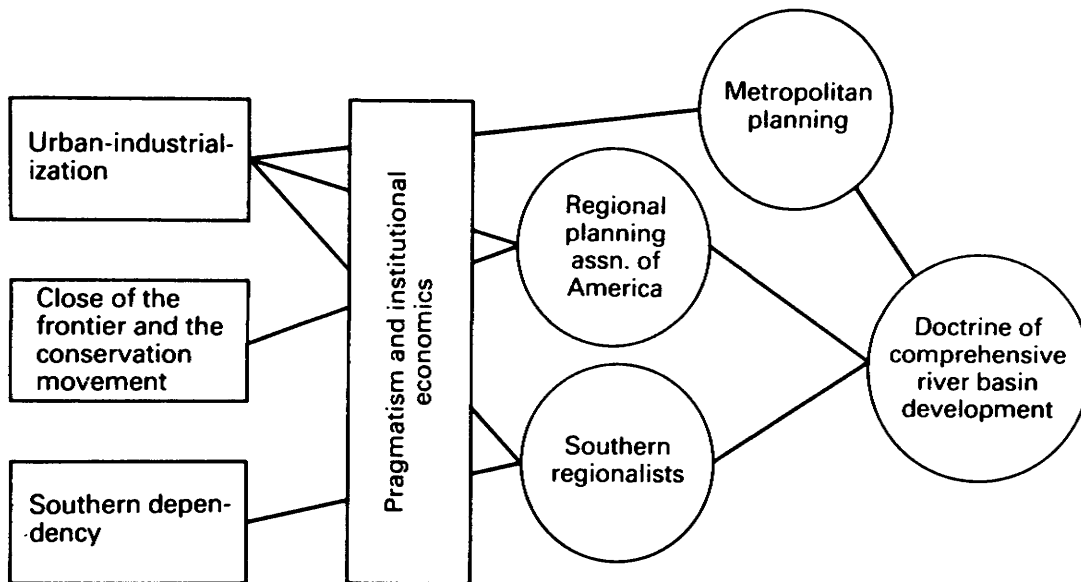 Urban-industrial-
ization
Close of the
frontier and the
conservation
movement
Southern depen-
dency
Pragmatism and institutional
economics
Metropolitan
planning
Regional
planning
assn. of
America
Southern
regionalists
Doctrine of
comprehensive
river basin
development